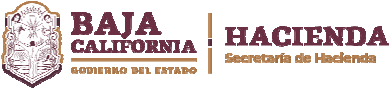 BAJA
CALIFORNIA
GOBIERNO DEL ESTADO
HACIENDA
Secretaría de Hacienda